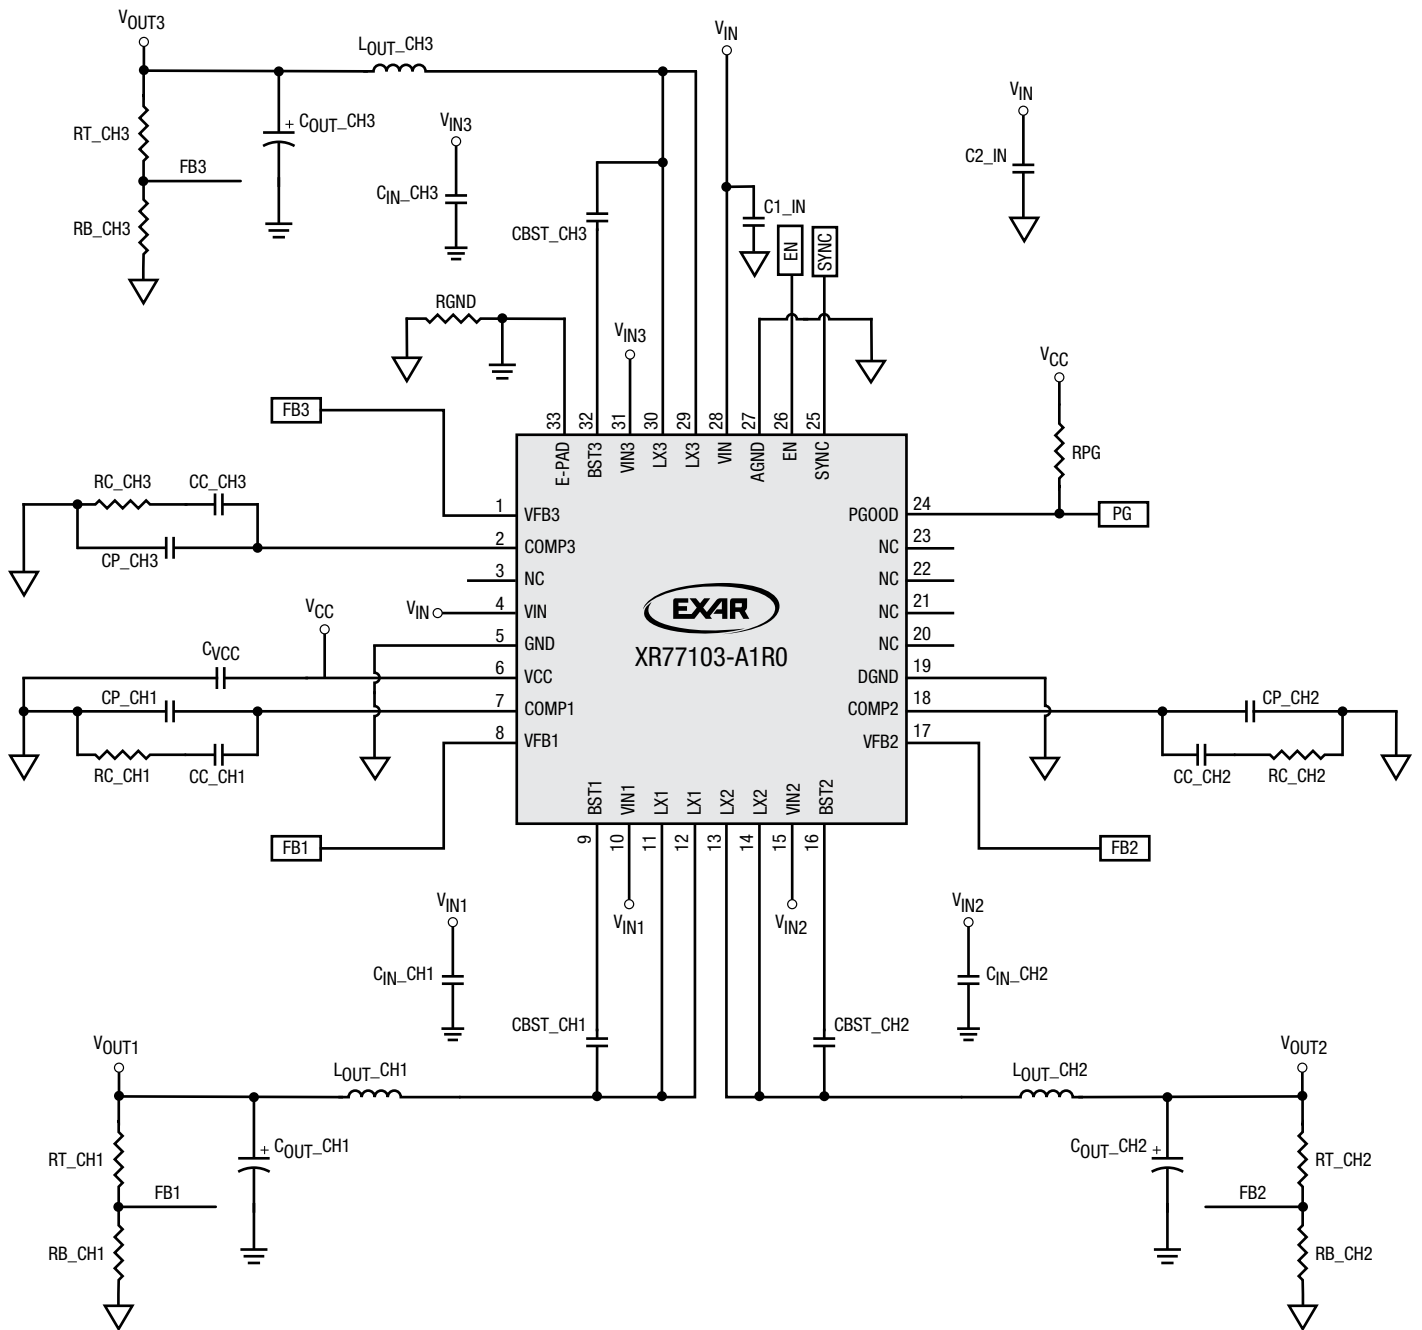 VOUT3
LOUT_CH3
VIN
VIN
RT_CH3
+ COUT_CH3
VIN3
C2_IN
FB3
CIN_CH3
C1_IN
RB_CH3
CBST_CH3
EN
SYNC
RGND
VIN3
VCC
RPG
FB3
33 32 31 30 29 28 27 26 25
E-PAD BST3 VIN3 LX3 LX3 VIN AGND EN SYNC
RC_CH3 CC_CH3
CP_CH3
1 VFB3
2 COMP3
3 NC
VIN 4 VIN
5 GND
6 VCC
7 COMP1
8 VFB1
PGOOD 24
PG
NC 23
NC 22
NC 21
NC 20
DGND 19
COMP2 18
VFB2 17
EXAR
XR77103-A1R0
VCC
CVCC
CP_CH1
RC_CH1 CC_CH1
CP_CH2
CC_CH2 RC_CH2
BST1 VIN1 LX1 LX1 LX2 LX2 VIN2 BST2
9 10 11 12 13 14 15 16
FB1
FB2
VIN1
VIN1
VIN2
VIN2
CIN_CH1
CIN_CH2
CBST_CH1
CBST_CH2
VOUT1
LOUT_CH1
LOUT_CH2
VOUT2
RT_CH1
+ COUT_CH1
COUT_CH2 +
RT_CH2
FB1
FB2
RB_CH1
RB_CH2